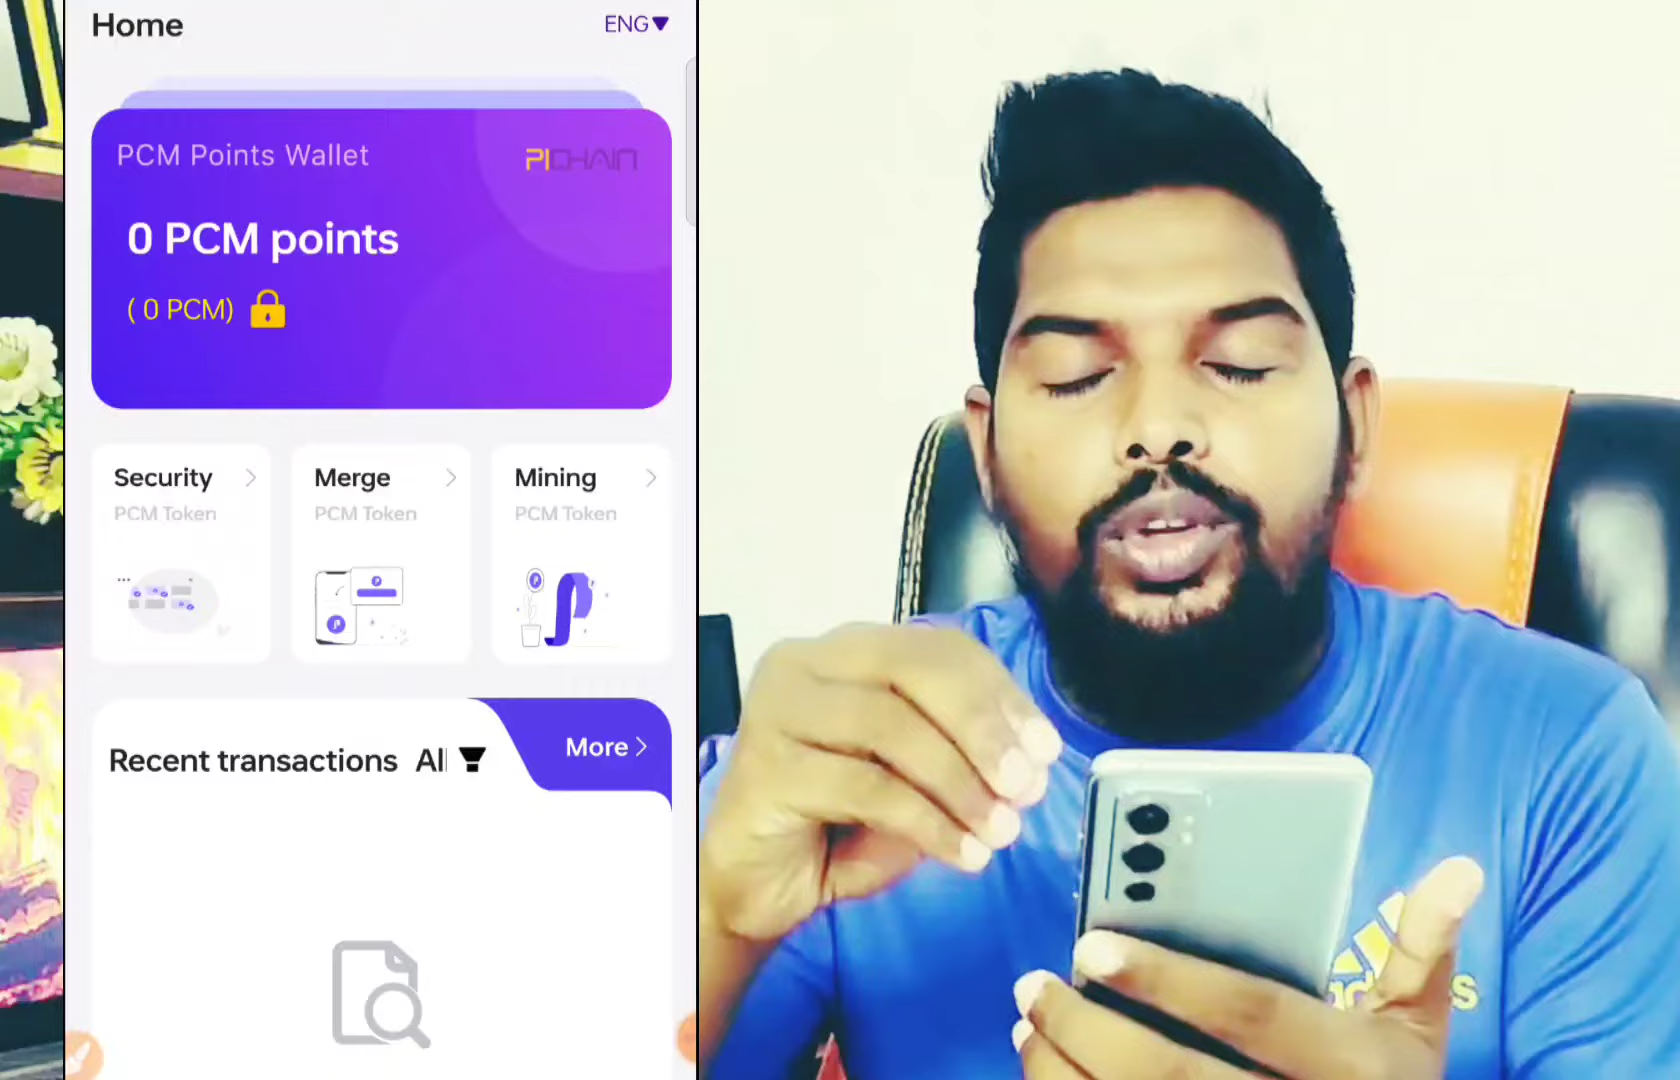 Home
ENG
PCM Points Wallet
PICHAIN
0 PCM points
( 0 PCM)
Security
PCM Token
Merge
PCM Token
Mining
PCM Token
Recent transactions All
More